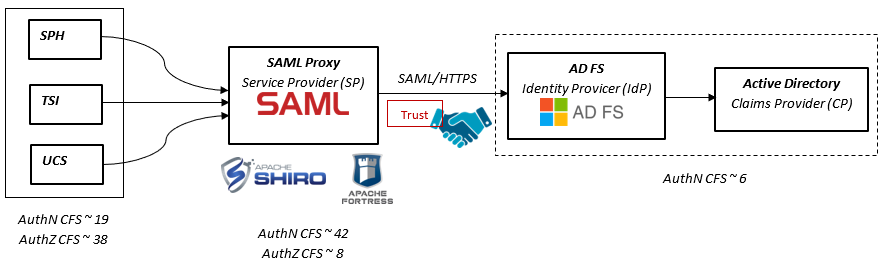 SPH
TSI
UCS
AuthN CFS ~ 19
AuthZ CFS ~ 38
SAML Proxy
Service Provider (SP)
SAML
APACHE
SHIRO
APACHE
FORTRESS
AuthN CFS ~ 42
AuthZ CFS ~ 8
SAML/HTTPS
Trust
AD FS
Identity Provicer (IdP)
AD FS
Active Directory
Claims Provider (CP)
AuthN CFS ~ 6